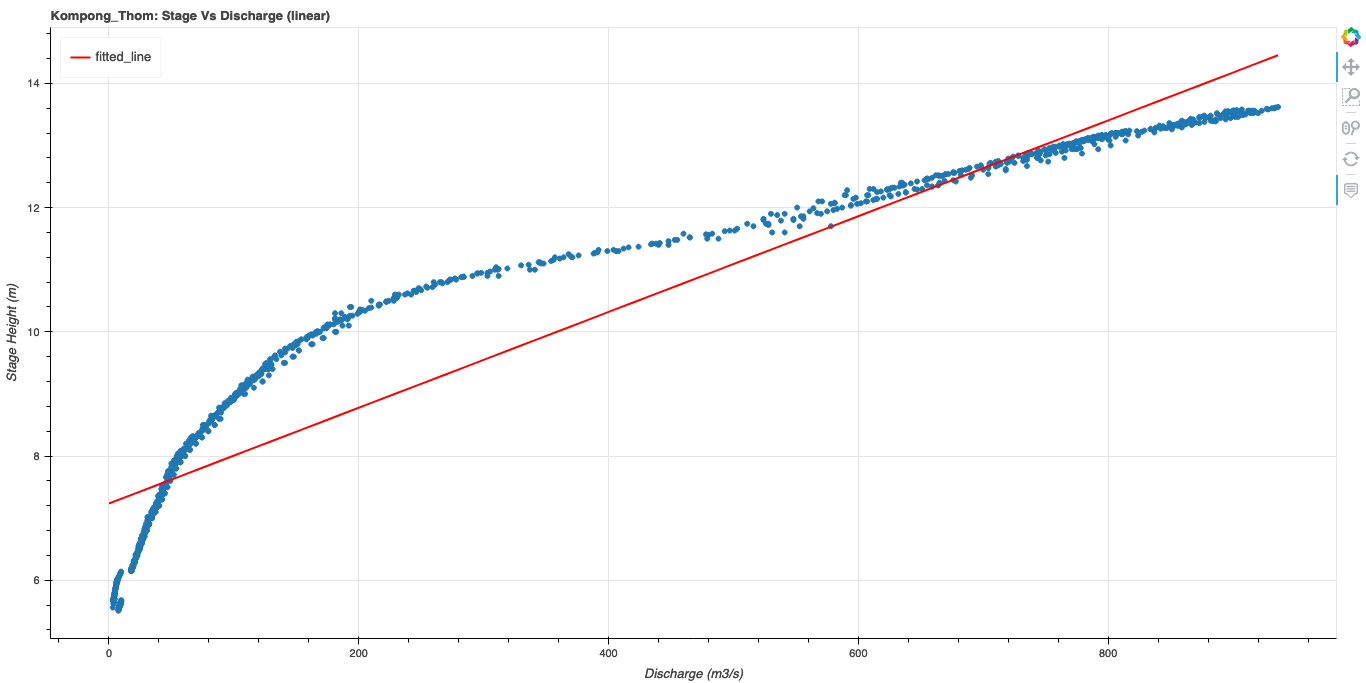 Kompong_Thom: Stage Vs Discharge (linear)
fitted_line
14
12
10
8
6
Stage Height (m)
0 200 400 600 800
Discharge (m3/s)